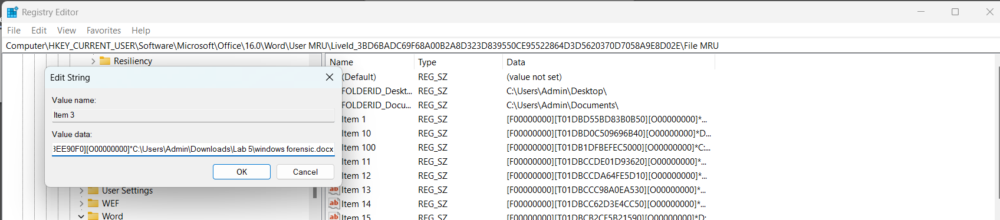 Registry Editor
File Edit View Favorites Help
Computer\HKEY_CURRENT_USER\Software\Microsoft\Office\16.0\Word\User MRU\LiveId_3BD6BADC69F68A00B2A8D323D839550CE95522864D3D5620370D7058A9E8D02E\File MRU
Resiliency
Edit String
Value name:
Item 3
Value data:
3EE90F0][O00000000]*C:\Users\Admin\Downloads\Lab 5\windows forensic.docx
OK Cancel
User Settings
WEF
Word
Name Type Data
(Default) REG_SZ (value not set)
FOLDERID_Deskt... REG_SZ C:\Users\Admin\Desktop\
FOLDERID_Docu... REG_SZ C:\Users\Admin\Documents\
Item 1 REG_SZ [F00000000][T01DBD55BD83B0B50][O00000000]*...
Item 10 REG_SZ [F00000000][T01DBD0C509696B40][O00000000]*D...
Item 100 REG_SZ [F00000000][T01DB1DFBEFEC5000][O00000000]*C:...
Item 11 REG_SZ [F00000000][T01DBCCDE01D93620][O00000000]*...
Item 12 REG_SZ [F00000000][T01DBCCDA64FE5D10][O00000000]*...
ab Item 13 REG_SZ [F00000000][T01DBCCC98A0EA530][O00000000]*...
ab Item 14 REG_SZ [F00000000][T01DBCC62D3E4CC50][O00000000]*...
ab Item 15 REG_SZ [F00000000][T01DBCB2CF5B21590][O00000000]*D: